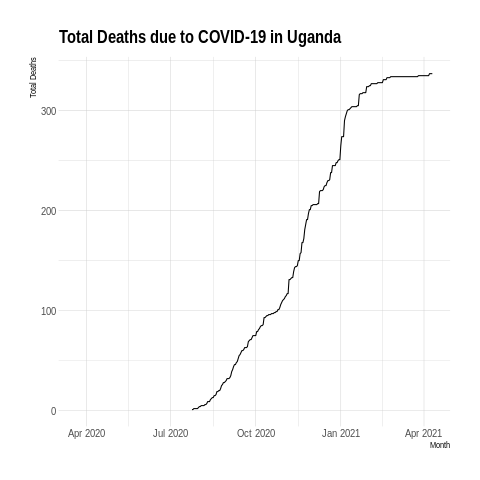 Total Deaths due to COVID-19 in Uganda
Total Deaths
300
200
100
0
Apr 2020 Jul 2020 Oct 2020 Jan 2021 Apr 2021
Month